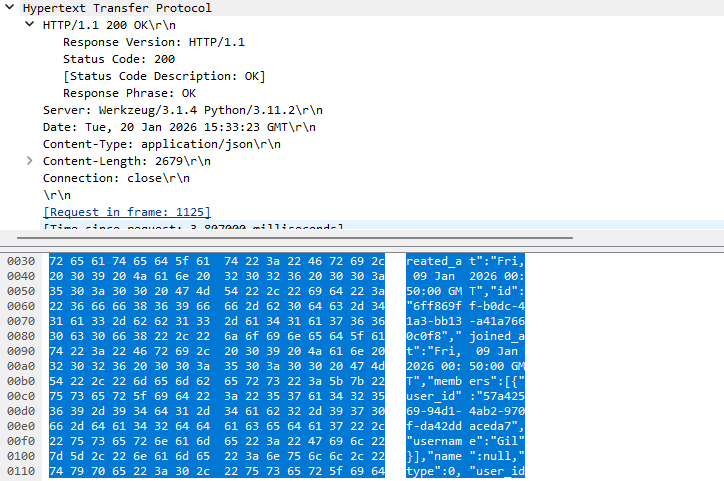 Hypertext Transfer Protocol
HTTP/1.1 200 OK\r\n
Response Version: HTTP/1.1
Status Code: 200
[Status Code Description: OK]
Response Phrase: OK
Server: Werkzeug/3.1.4 Python/3.11.2\r\n
Date: Tue, 20 Jan 2026 15:33:23 GMT\r\n
Content-Type: application/json\r\n
Content-Length: 2679\r\n
Connection: close\r\n
\r\n
[Request in frame: 1125]
[Time since request: 3.807000 milliseconds]
0030 72 65 61 74 65 64 5f 61 74 22 3a 22 46 72 69 2c reated_a t":"Fri,
0040 20 30 39 20 4a 61 6e 20 32 30 32 36 20 30 30 3a 09 Jan 2026 00:
0050 35 30 3a 30 30 20 47 4d 54 22 2c 22 69 64 22 3a 50:00 GM T","id":
0060 22 36 66 66 38 36 39 66 66 2d 62 30 64 63 2d 34 "6ff869f f-b0dc-4
0070 31 61 33 2d 62 62 31 33 2d 61 34 31 61 37 36 36 1a3-bb13 -a41a766
0080 30 63 30 66 38 22 2c 22 6a 6f 69 6e 65 64 5f 61 0c0f8"," joined_a
0090 74 22 3a 22 46 72 69 2c 20 30 39 20 4a 61 6e 20 t":"Fri, 09 Jan
00a0 32 30 32 36 20 30 30 3a 35 30 3a 30 30 20 47 4d 2026 00: 50:00 GM
00b0 54 22 2c 22 6d 65 6d 62 65 72 73 22 3a 5b 7b 22 T","memb ers":[{"
00c0 75 73 65 72 5f 69 64 22 3a 22 35 37 61 34 32 35 user_id" :"57a425
00d0 36 39 2d 39 34 64 31 2d 34 61 62 32 2d 39 37 30 69-94d1- 4ab2-970
00e0 66 2d 64 61 34 32 64 64 61 63 65 64 61 37 22 2c f-da42dd aceda7",
00f0 22 75 73 65 72 6e 61 6d 65 22 3a 22 47 69 6c 22 "usernam e":"Gil"
0100 7d 5d 2c 22 6e 61 6d 65 22 3a 6e 75 6c 6c 2c 22 }],"name ":null,"
0110 74 79 70 65 22 3a 30 2c 22 75 73 65 72 5f 69 64 type":0, "user_id